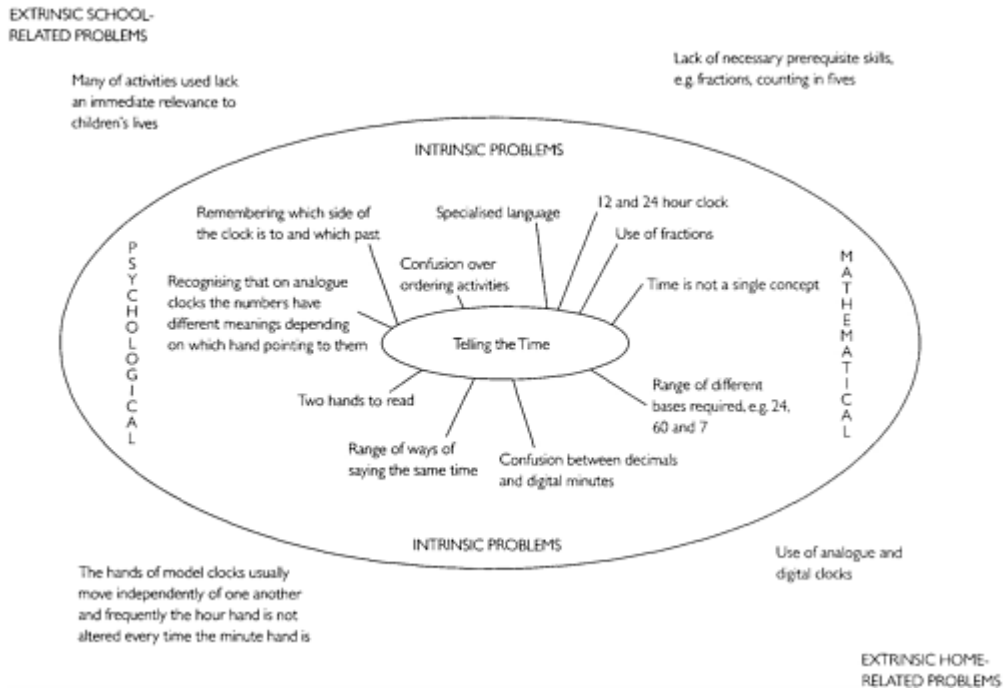 EXTRINSIC SCHOOL-
RELATED PROBLEMS
Lack of necessary prerequisite skills,
e.g. fractions, counting in fives
Many of activities used lack
an immediate relevance to
children's lives
INTRINSIC PROBLEMS
12 and 24 hour clock
Remembering which side of
the clock is to and which past
Specialised language
Use of fractions
PSYCHOLOGICAL
MATHEMATICAL
Confusion over
ordering activities
Recognising that on analogue
clocks the numbers have
different meanings depending
on which hand pointing to them
Time is not a single concept
Telling the Time
Two hands to read
Range of different
bases required, e.g. 24,
60 and 7
Range of ways of
saying the same time
Confusion between decimals
and digital minutes
INTRINSIC PROBLEMS
Use of analogue and
digital clocks
The hands of model clocks usually
move independently of one another
and frequently the hour hand is not
altered every time the minute hand is
EXTRINSIC HOME-
RELATED PROBLEMS